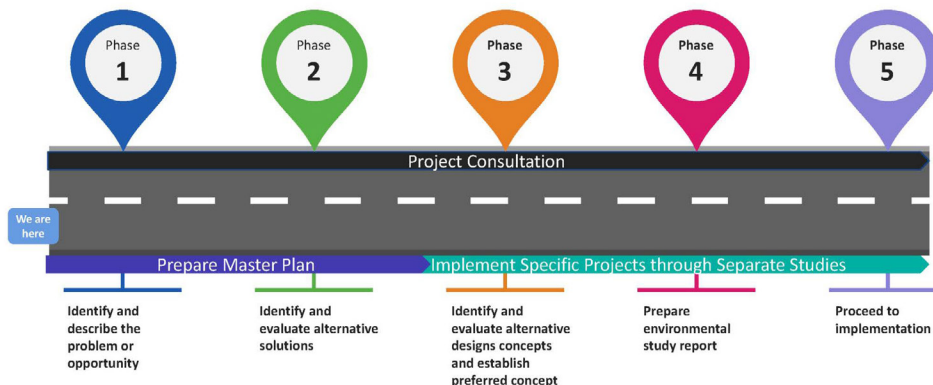 Phase
1
Phase
2
Phase
3
Phase
4
Phase
5
Project Consultation
We are
here
Prepare Master Plan
Implement Specific Projects through Separate Studies
Identify and
describe the
problem or
opportunity
Identify and
evaluate alternative
solutions
Identify and
evaluate alternative
designs concepts
and establish
preferred concept
Prepare
environmental
study report
Proceed to
implementation